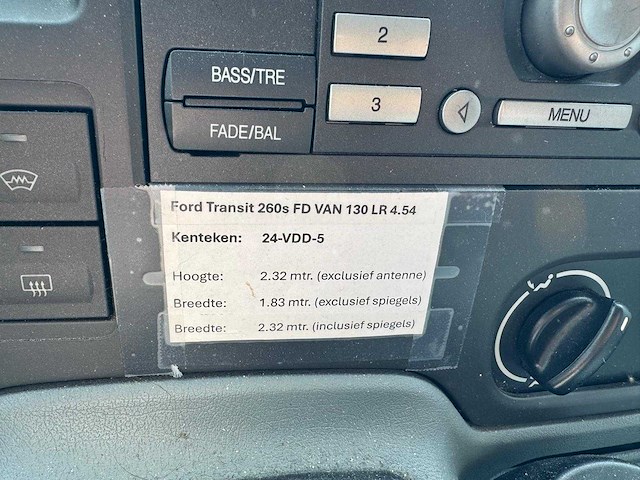 2
BASS/TRE
3
MENU
FADE/BAL
Ford Transit 260s FD VAN 130 LR 4.54
Kenteken: 24-VDD-5
Hoogte: 2.32 mtr. (exclusief antenne)
Breedte: 1.83 mtr. (exclusief spiegels)
Breedte: 2.32 mtr. (inclusief spiegels)